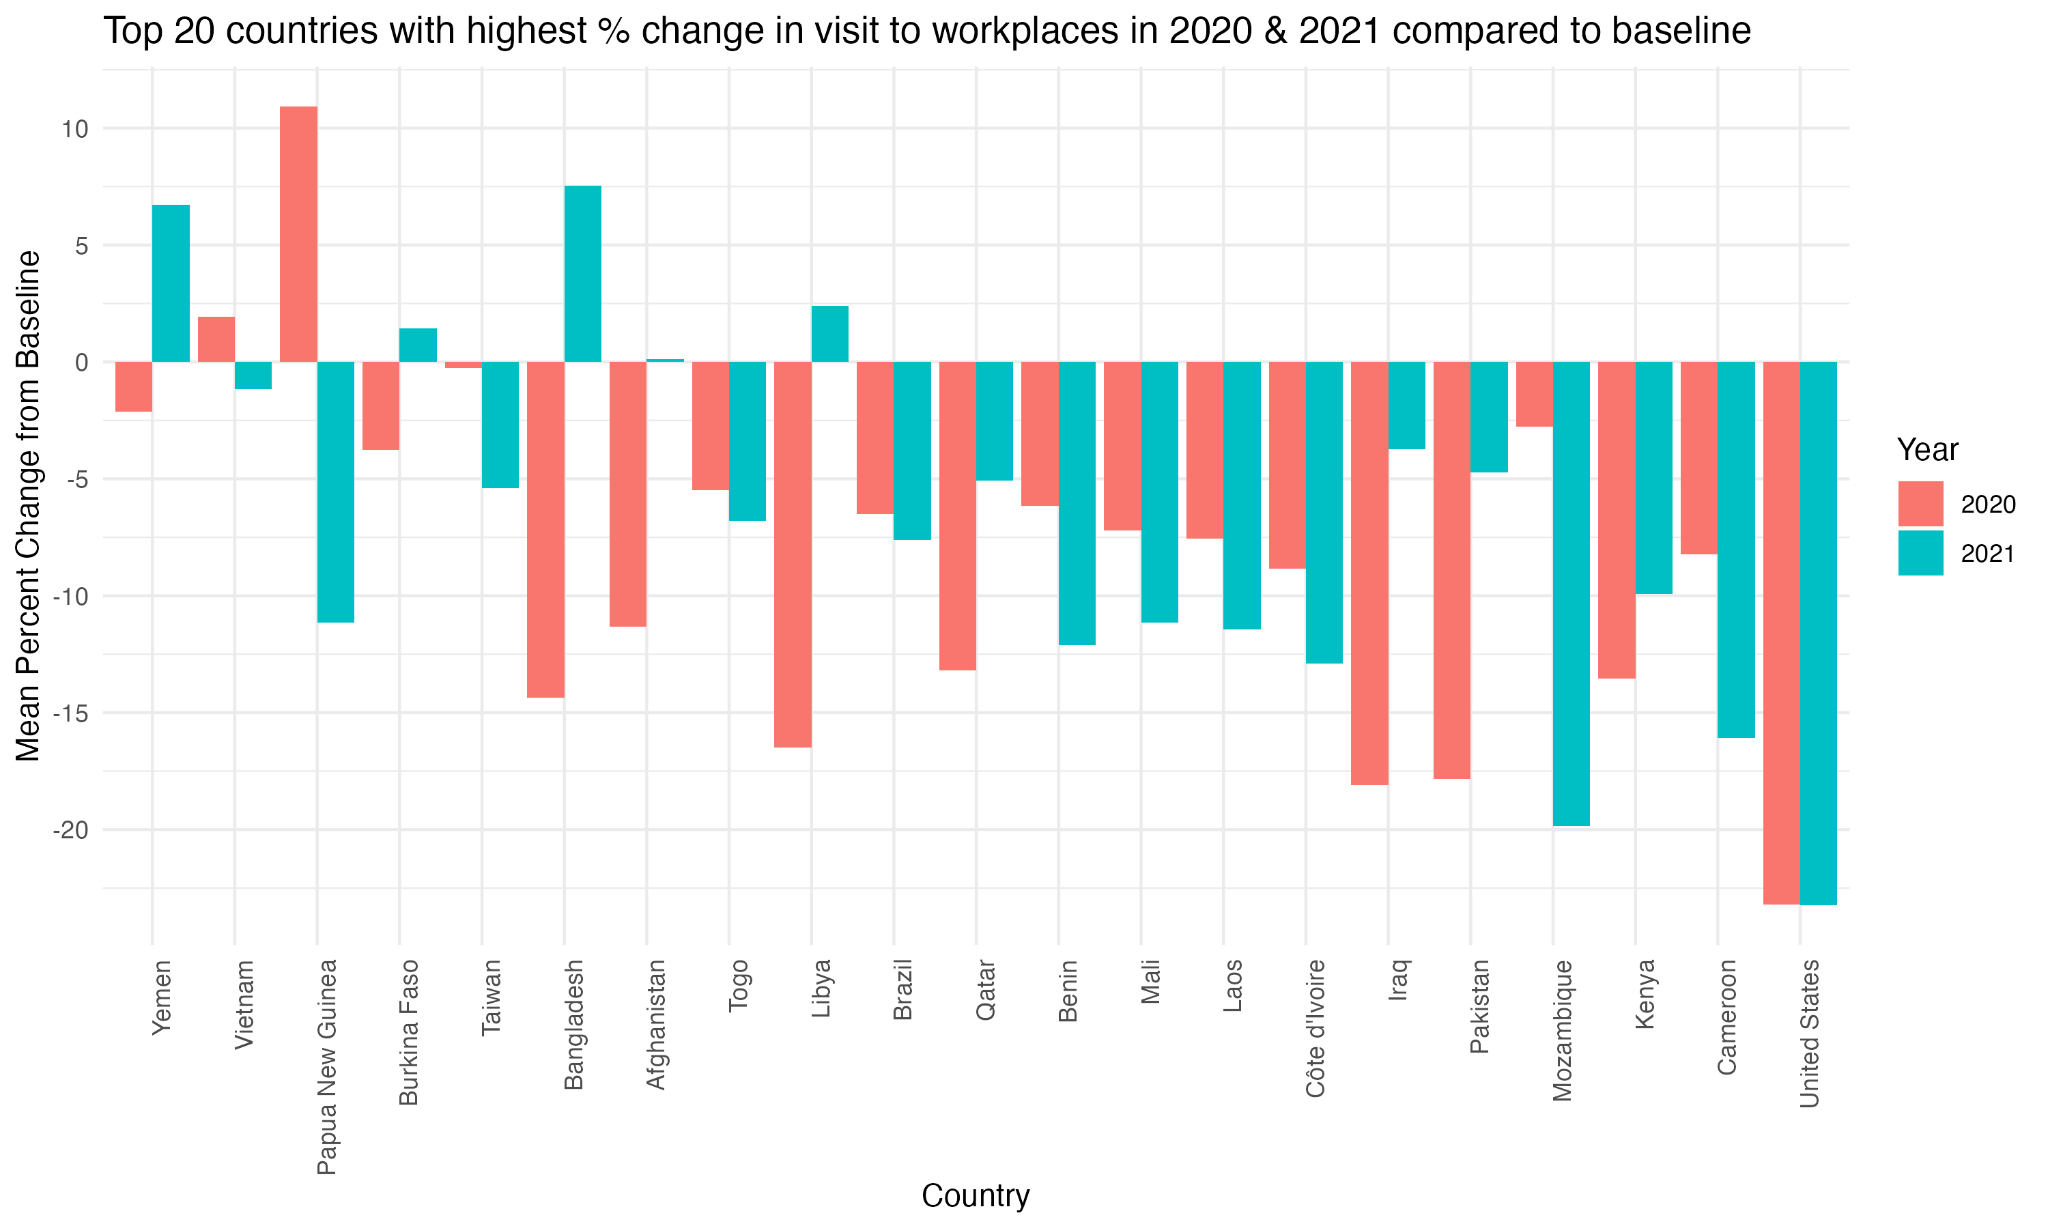 Top 20 countries with highest % change in visit to workplaces in 2020 & 2021 compared to baseline
Mean Percent Change from Baseline
10
5
0
-5
-10
-15
-20
Yemen
Vietnam
Papua New Guinea
Burkina Faso
Taiwan
Bangladesh
Afghanistan
Togo
Libya
Brazil
Qatar
Benin
Mali
Laos
Côte d'Ivoire
Iraq
Pakistan
Mozambique
Kenya
Cameroon
United States
Country
Year
2020
2021